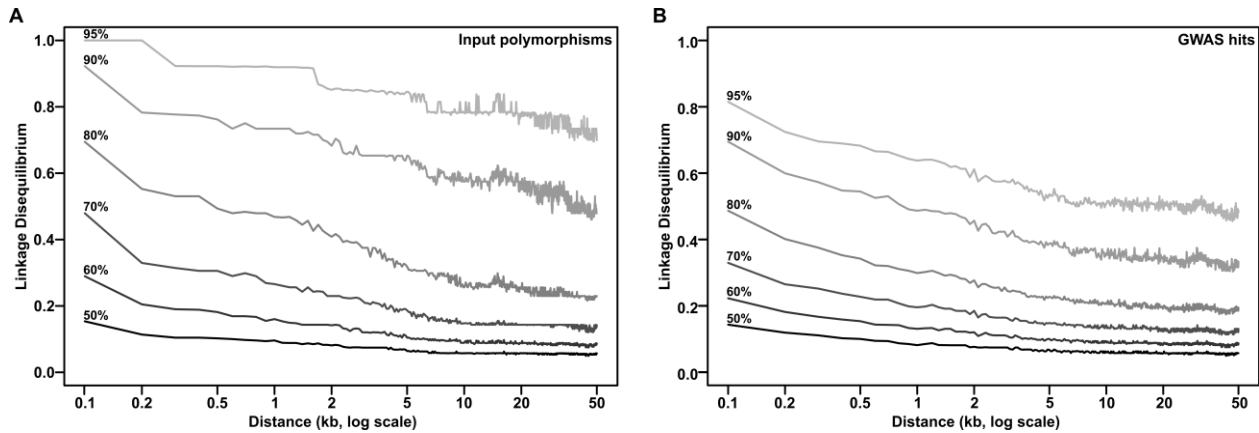 A
Input polymorphisms
Linkage Disequilibrium
1.0
0.8
0.6
0.4
0.2
0.0
95%
90%
80%
70%
60%
50%
0.1 0.2 0.5 1 2 5 10 20 50
Distance (kb, log scale)
B
GWAS hits
Linkage Disequilibrium
1.0
0.8
0.6
0.4
0.2
0.0
95%
90%
80%
70%
60%
50%
0.1 0.2 0.5 1 2 5 10 20 50
Distance (kb, log scale)